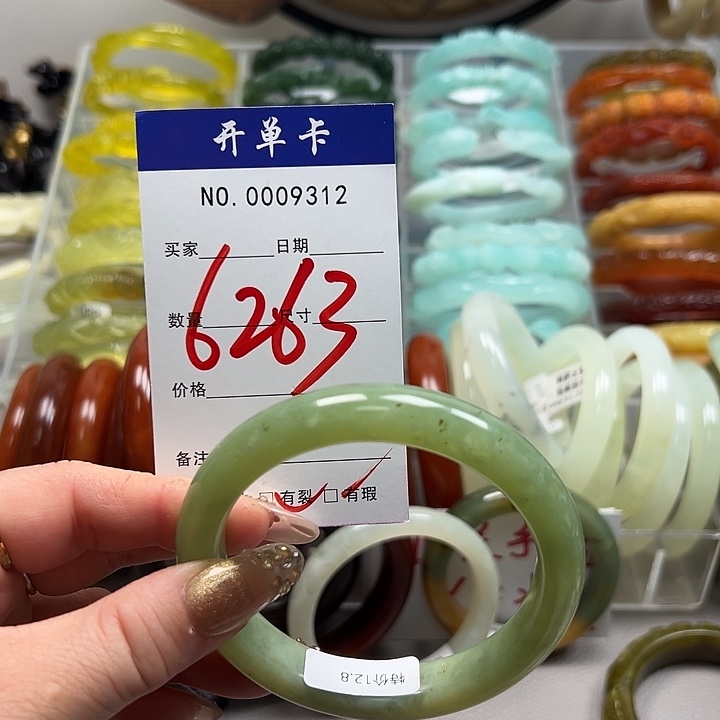 开单卡
NO. 0009312
买家 日期
6263
数量 尺寸
价格
备注
有裂 □ 有瑕
特价12.8